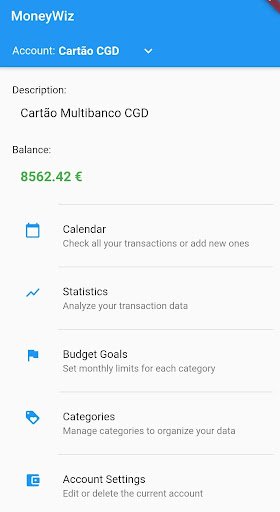 MoneyWiz
Account: Cartão CGD
Description:
Cartão Multibanco CGD
Balance:
8562.42 €
Calendar
Check all your transactions or add new ones
Statistics
Analyze your transaction data
Budget Goals
Set monthly limits for each category
Categories
Manage categories to organize your data
Account Settings
Edit or delete the current account